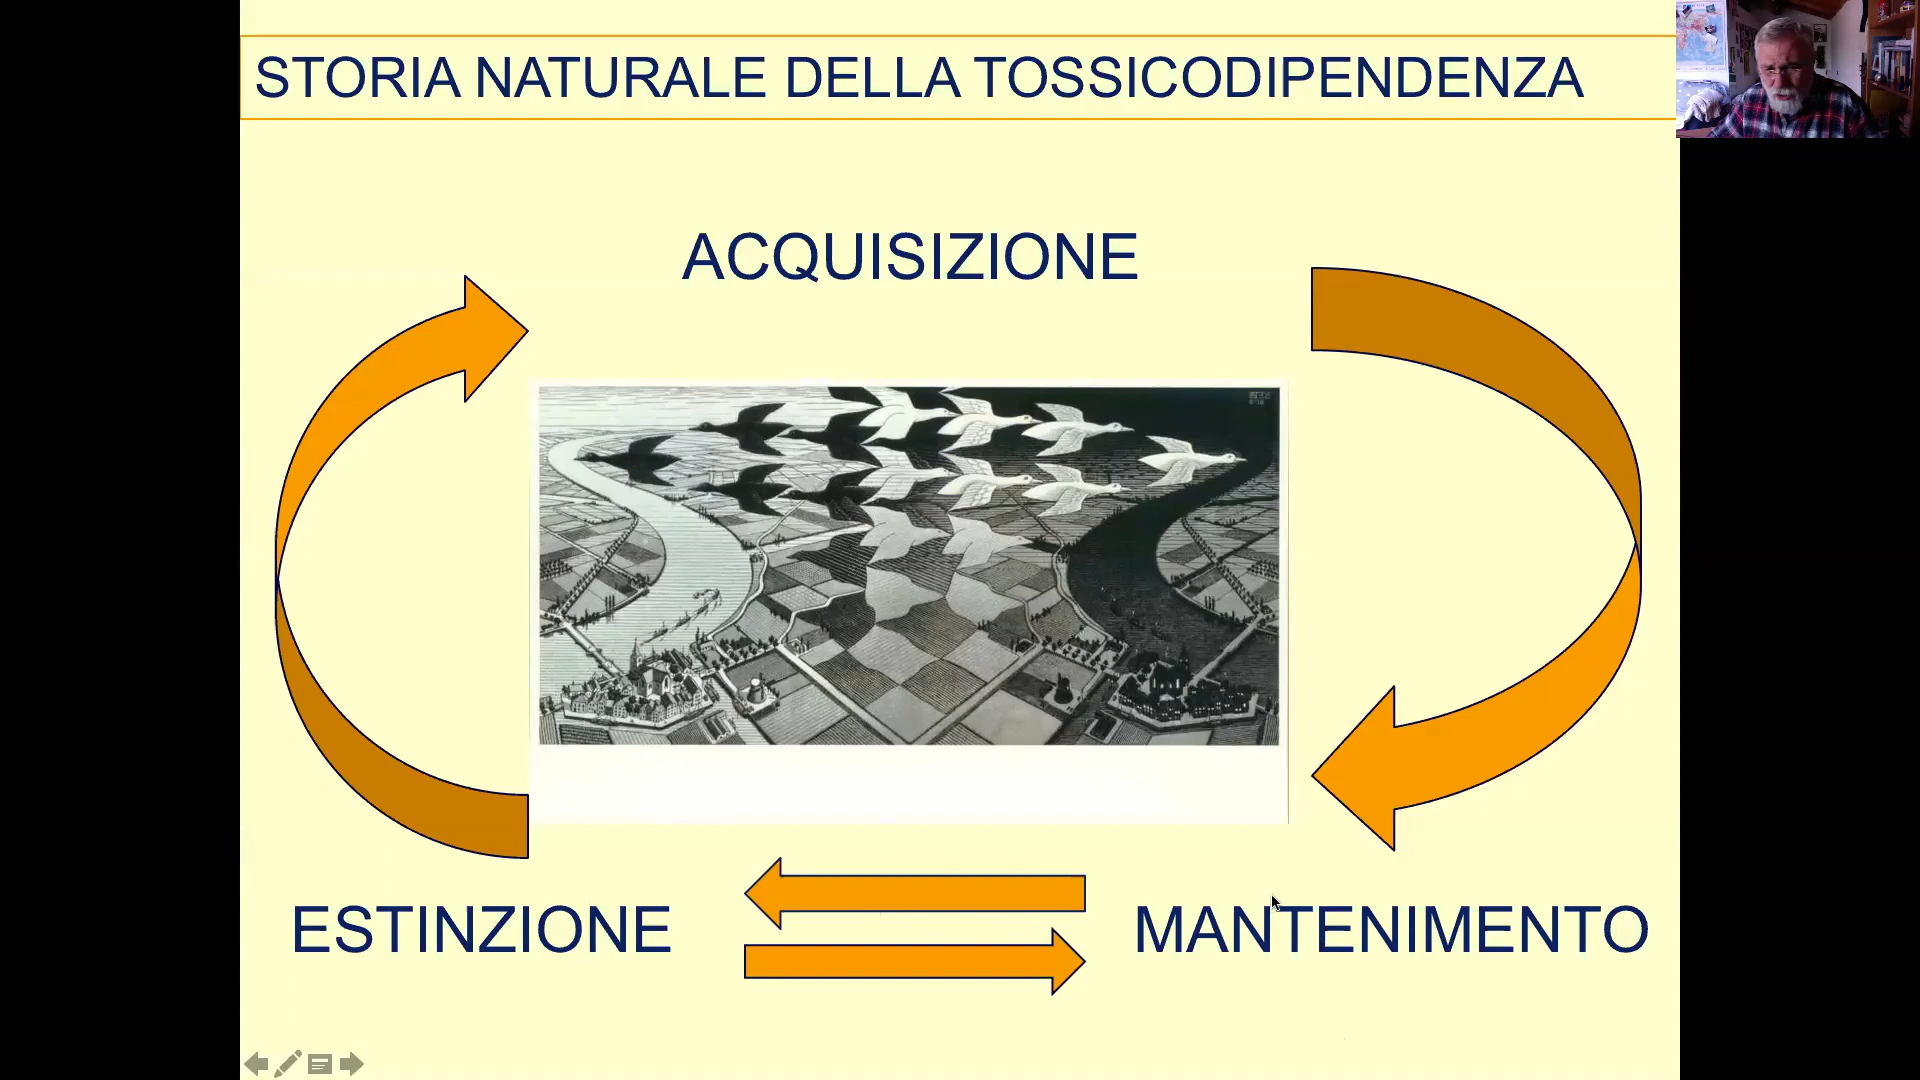 STORIA NATURALE DELLA TOSSICODIPENDENZA
ACQUISIZIONE
ESTINZIONE
MANTENIMENTO